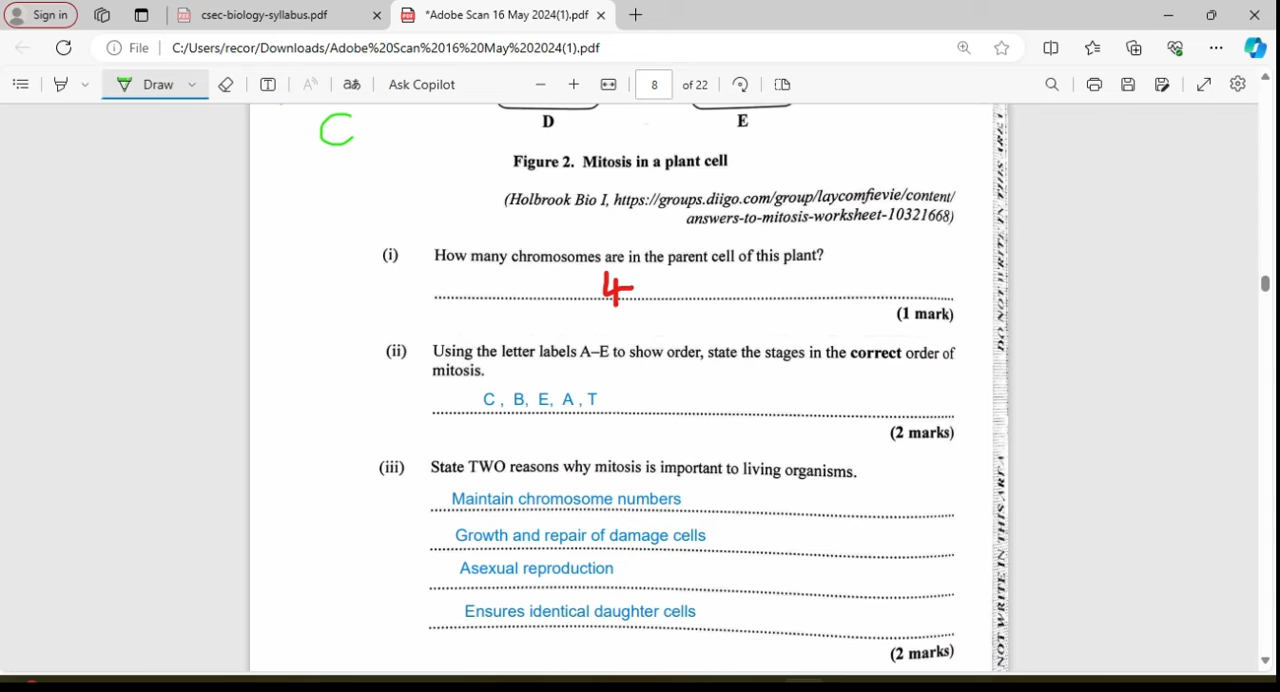 Sign in
csec-biology-syllabus.pdf
*Adobe Scan 16 May 2024(1).pdf
File
C:/Users/recor/Downloads/Adobe%20Scan%2016%20May%202024(1).pdf
Draw
aあ
Ask Copilot
8
of 22
C
D
E
Figure 2. Mitosis in a plant cell
(Holbrook Bio I, https://groups.diigo.com/group/laycomfievie/content/
answers-to-mitosis-worksheet-10321668)
(i) How many chromosomes are in the parent cell of this plant?
4
(1 mark)
(ii) Using the letter labels A–E to show order, state the stages in the correct order of
mitosis.
C , B, E, A , T
(2 marks)
(iii) State TWO reasons why mitosis is important to living organisms.
Maintain chromosome numbers
Growth and repair of damage cells
Asexual reproduction
Ensures identical daughter cells
(2 marks)
DO NOT WRITE IN THIS AREA
NOT WRITE IN THIS AREA